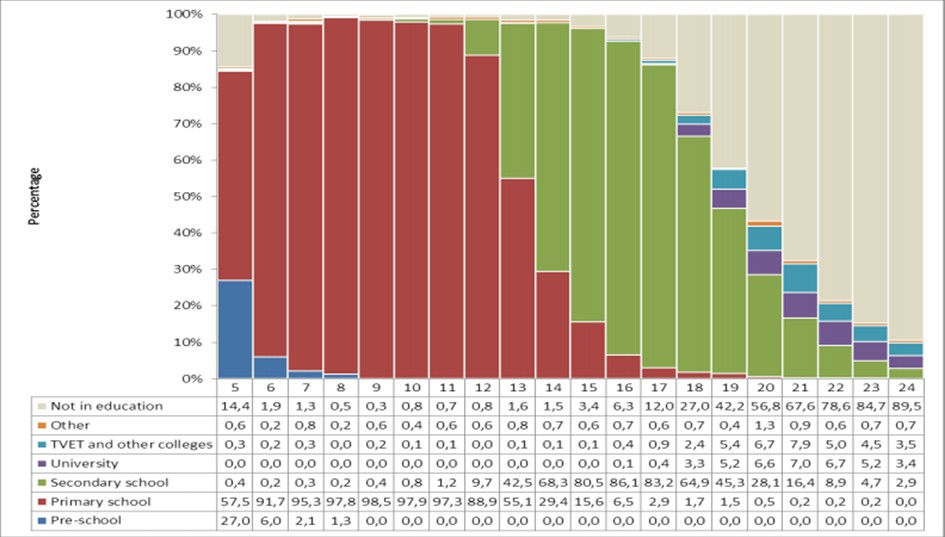 100%
90%
80%
70%
60%
50%
40%
30%
20%
10%
0%
Percentage
5 6 7 8 9 10 11 12 13 14 15 16 17 18 19 20 21 22 23 24
Not in education 14,4 1,9 1,3 0,5 0,3 0,8 0,7 0,8 1,6 1,5 3,4 6,3 12,0 27,0 42,2 56,8 67,6 78,6 84,7 89,5
Other 0,6 0,2 0,8 0,2 0,6 0,4 0,6 0,6 0,8 0,7 0,6 0,7 0,6 0,7 0,4 1,3 0,9 0,6 0,7 0,7
TVET and other colleges 0,3 0,2 0,3 0,0 0,2 0,1 0,1 0,0 0,1 0,1 0,1 0,4 0,9 2,4 5,4 6,7 7,9 5,0 4,5 3,5
University 0,0 0,0 0,0 0,0 0,0 0,0 0,0 0,0 0,0 0,0 0,0 0,1 0,4 3,3 5,2 6,6 7,0 6,7 5,2 3,4
Secondary school 0,4 0,2 0,2 0,3 0,2 0,4 0,8 1,2 9,7 42,5 68,3 80,5 86,1 83,2 64,9 45,3 28,1 16,4 8,9 4,7 2,9
Primary school 57,5 91,7 95,3 97,8 98,5 97,9 97,3 88,9 55,1 29,4 15,6 6,5 2,9 1,7 1,5 0,5 0,2 0,2 0,2 0,0
Pre-school 27,0 6,0 2,1 1,3 0,0 0,0 0,0 0,0 0,0 0,0 0,0 0,0 0,0 0,0 0,0 0,0 0,0 0,0 0,0 0,0